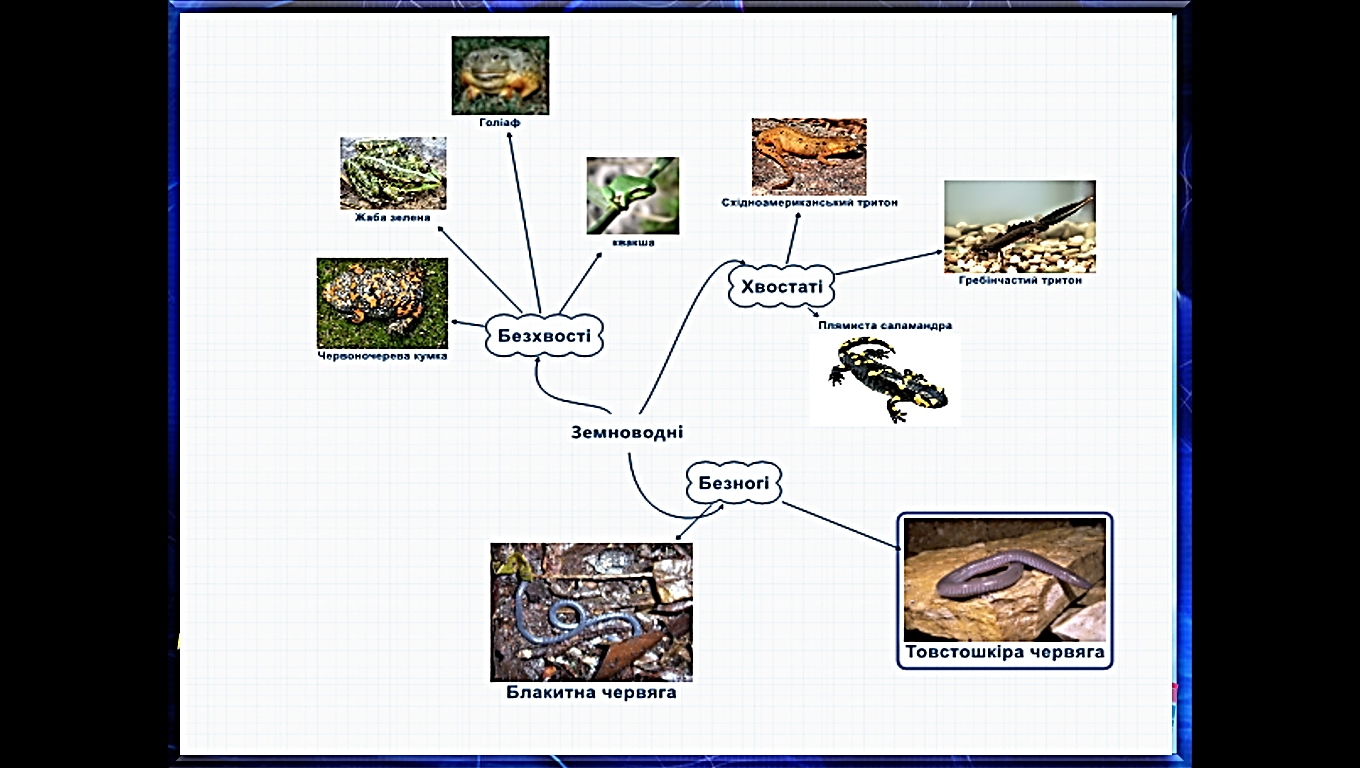 Голіаф
Жаба зелена
квакша
Східноамериканський тритон
Гребінчастий тритон
Хвостаті
Плямиста саламандра
Безхвості
Червоночерева кумка
Земноводні
Безногі
Товстошкіра червяга
Блакитна червяга